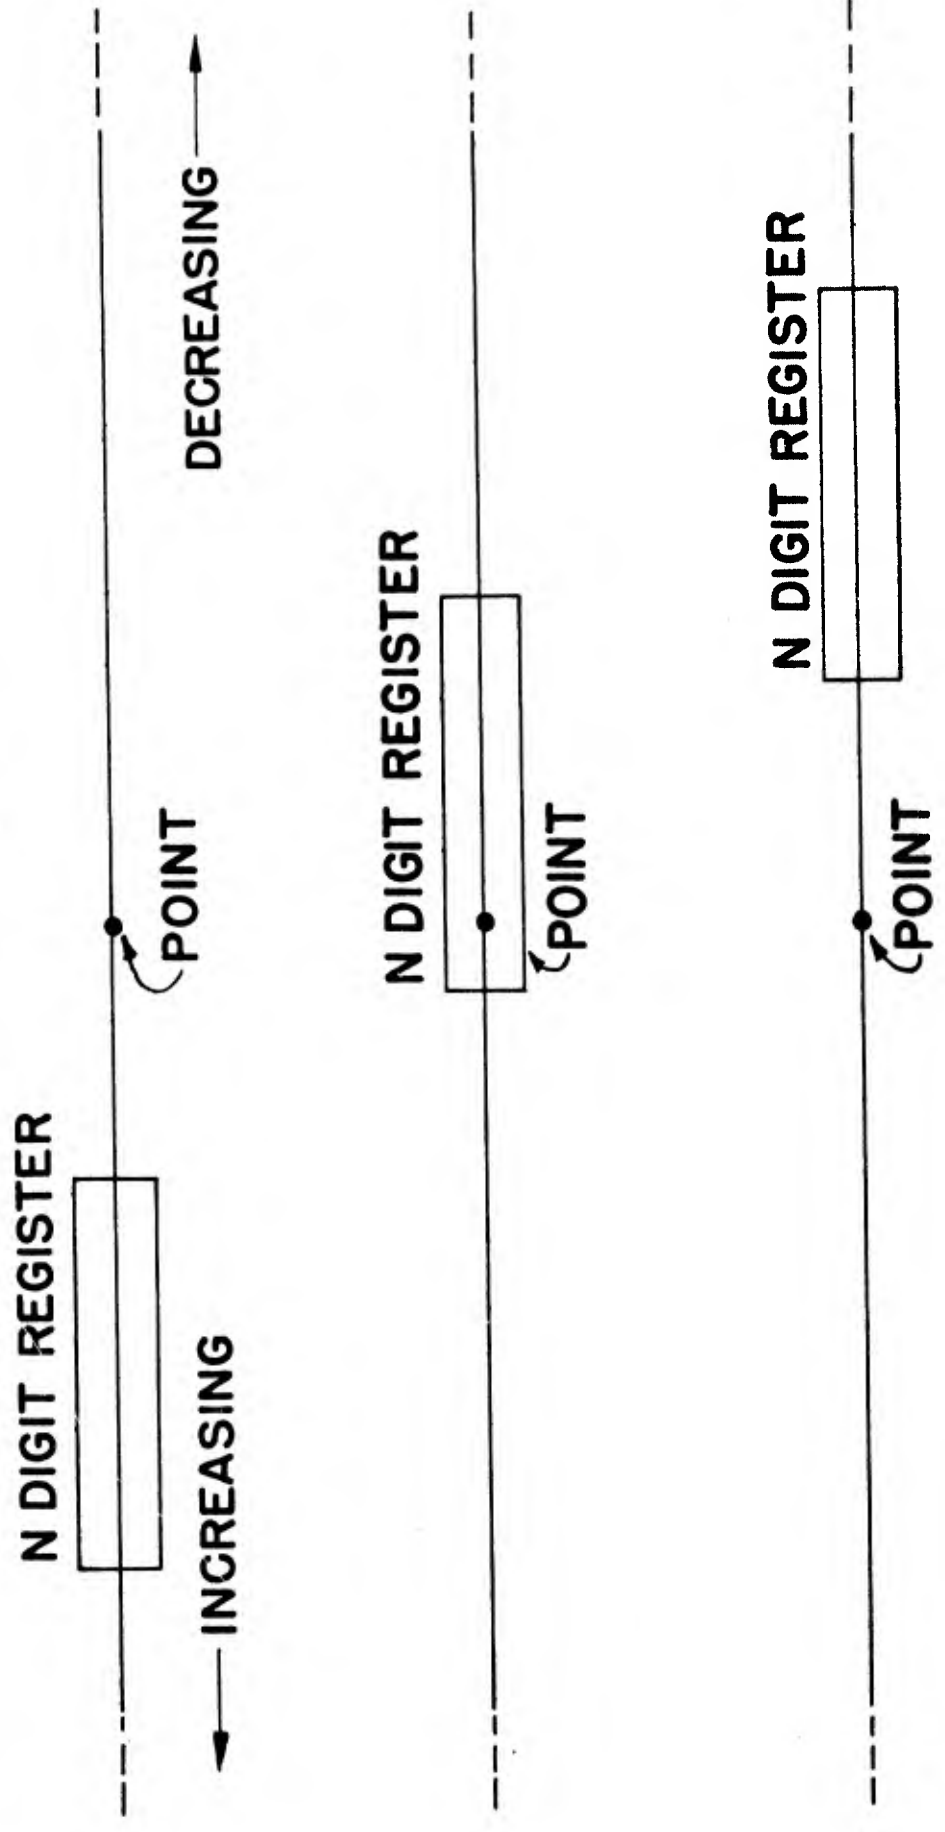 N DIGIT REGISTER
POINT
INCREASING
DECREASING
N DIGIT REGISTER
POINT
N DIGIT REGISTER
POINT